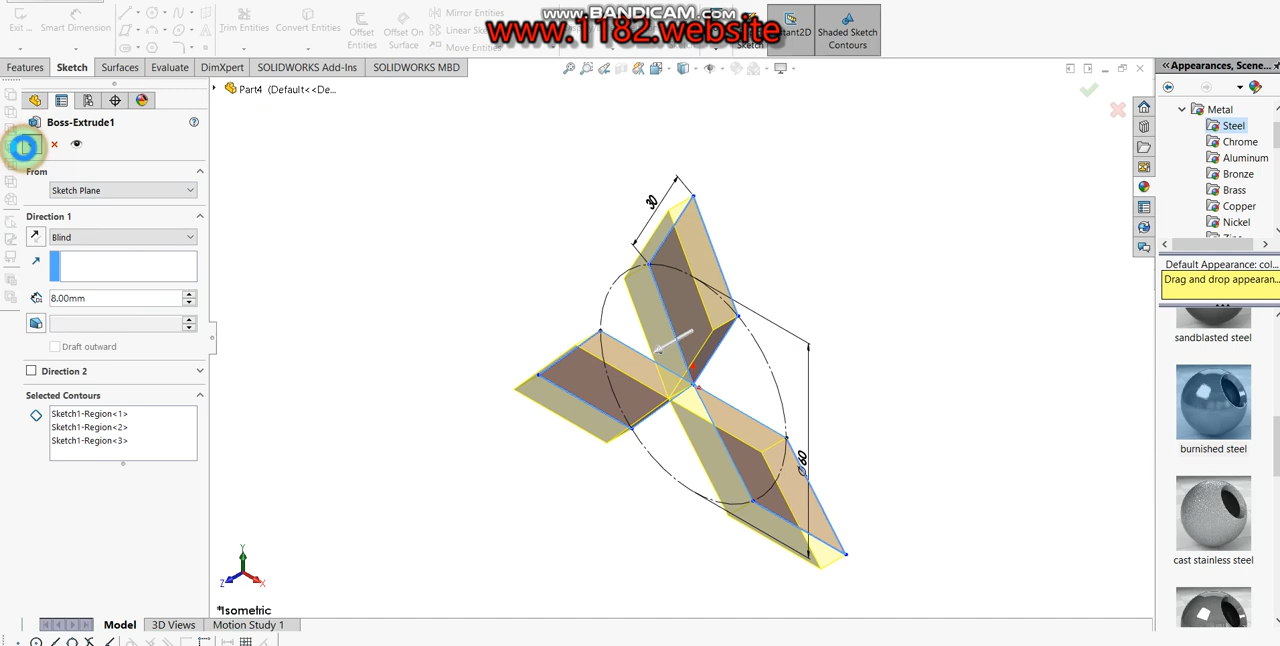 www.BANDICAM.com
www.1182.website
Exit ...
Smart Dimension
Trim Entities
Convert Entities
Offset Entities
Offset On Surface
Mirror Entities
Linear Sk
Move Entities
Sketch
tant2D
Shaded Sketch Contours
Features
Sketch
Surfaces
Evaluate
DimXpert
SOLIDWORKS Add-Ins
SOLIDWORKS MBD
Part4 (Default<<De...
Boss-Extrude1
From
Sketch Plane
Direction 1
Blind
8.00mm
Draft outward
Direction 2
Selected Contours
Sketch1-Region<1>
Sketch1-Region<2>
Sketch1-Region<3>
30
Ø60
Y
Z
X
*Isometric
Model
3D Views
Motion Study 1
Appearances, Scene...
Metal
Steel
Chrome
Aluminum
Bronze
Brass
Copper
Nickel
Default Appearance: col...
Drag and drop appearan...
sandblasted steel
burnished steel
cast stainless steel